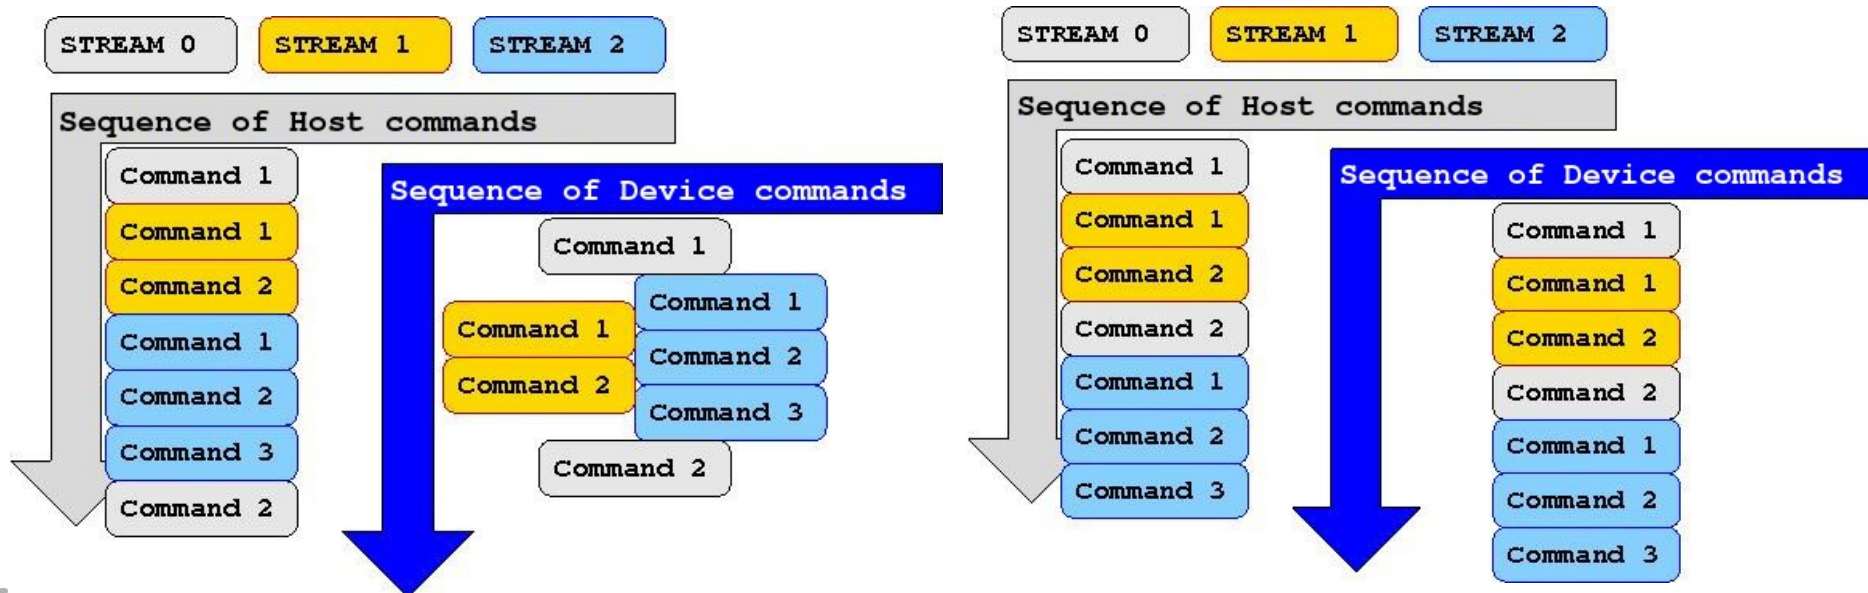 STREAM 0
STREAM 1
STREAM 2
Sequence of Host commands
Command 1
Command 1
Command 2
Command 1
Command 2
Command 3
Command 2
Sequence of Device commands
Command 1
Command 1
Command 2
Command 1
Command 2
Command 3
Command 2
STREAM 0
STREAM 1
STREAM 2
Sequence of Host commands
Command 1
Command 1
Command 2
Command 2
Command 1
Command 2
Command 3
Sequence of Device commands
Command 1
Command 1
Command 2
Command 2
Command 1
Command 2
Command 3